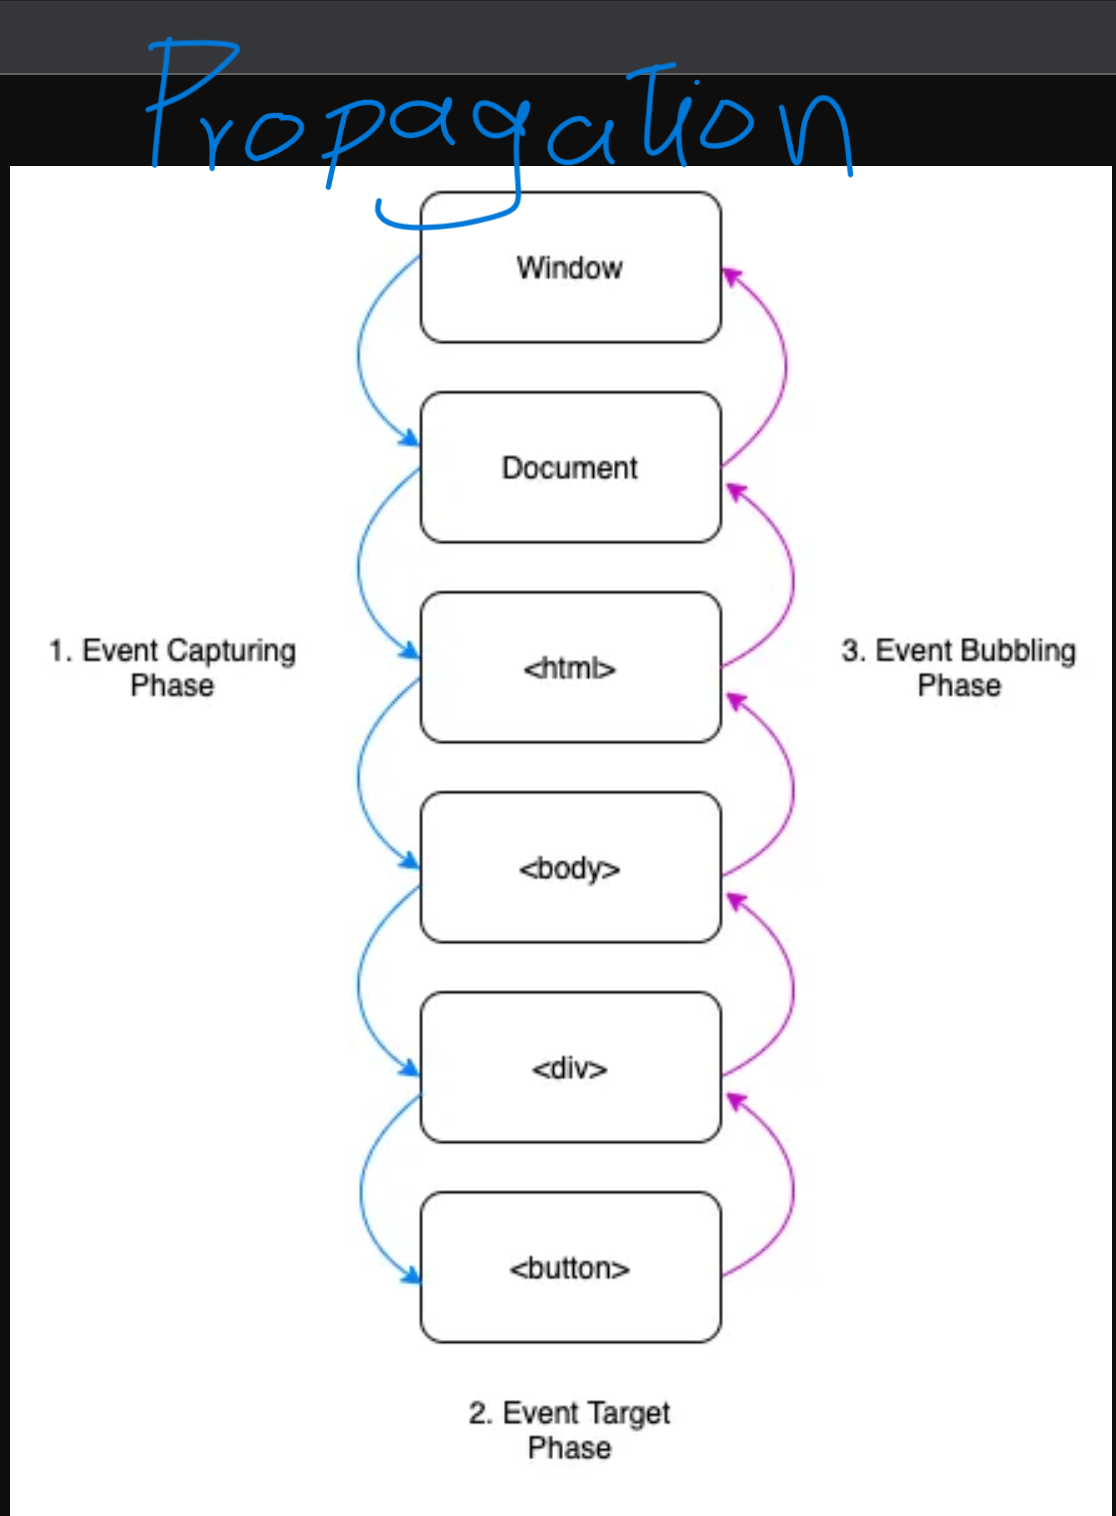 Propagation
Window
Document
1. Event Capturing
Phase
<html>
3. Event Bubbling
Phase
<body>
<div>
<button>
2. Event Target
Phase